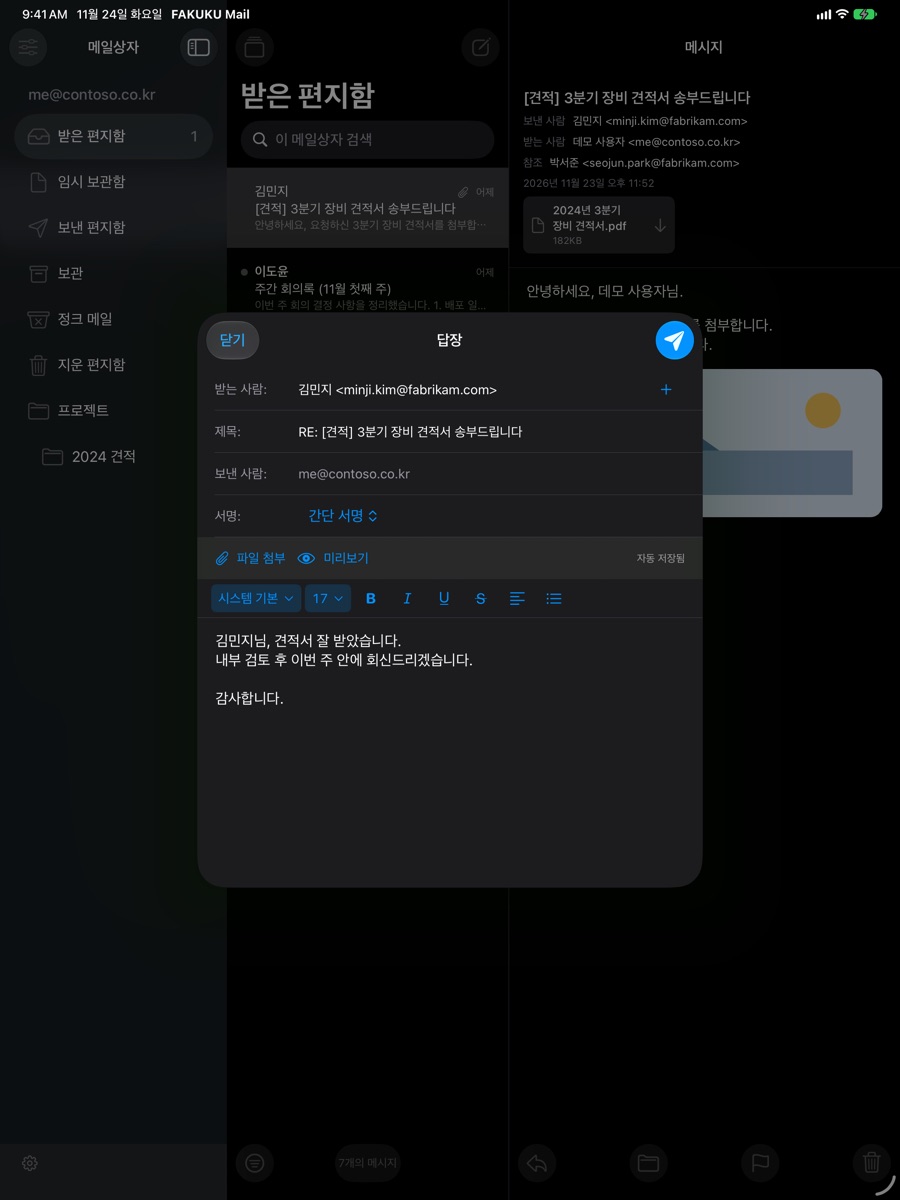 9:41 AM 11월 24일 화요일 FAKUKU Mail
메일상자
me@contoso.co.kr
받은 편지함 1
임시 보관함
보낸 편지함
보관
정크 메일
지운 편지함
프로젝트
2024 견적
받은 편지함
이 메일상자 검색
김민지 어제
[견적] 3분기 장비 견적서 송부드립니다
안녕하세요, 요청하신 3분기 장비 견적서를 첨부합…
이도윤 어제
주간 회의록 (11월 첫째 주)
이번 주 회의 결정 사항을 정리했습니다. 1. 배포 일…
7개의 메시지
메시지
[견적] 3분기 장비 견적서 송부드립니다
보낸 사람 김민지 <minji.kim@fabrikam.com>
받는 사람 데모 사용자 <me@contoso.co.kr>
참조 박서준 <seojun.park@fabrikam.com>
2026년 11월 23일 오후 11:52
2024년 3분기
장비 견적서.pdf
182KB
안녕하세요, 데모 사용자님.
첨부합니다.
닫기 답장
받는 사람: 김민지 <minji.kim@fabrikam.com>
제목: RE: [견적] 3분기 장비 견적서 송부드립니다
보낸 사람: me@contoso.co.kr
서명: 간단 서명
파일 첨부 미리보기 자동 저장됨
시스템 기본 17 B I U S
김민지님, 견적서 잘 받았습니다.
내부 검토 후 이번 주 안에 회신드리겠습니다.
감사합니다.